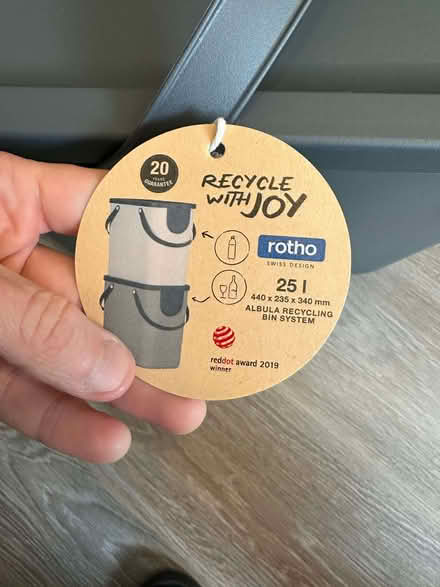 20
YEARS
GUARANTEE
RECYCLE
WITH JOY
rotho
SWISS DESIGN
25 l
440 x 235 x 340 mm
ALBULA RECYCLING
BIN SYSTEM
reddot award 2019
winner